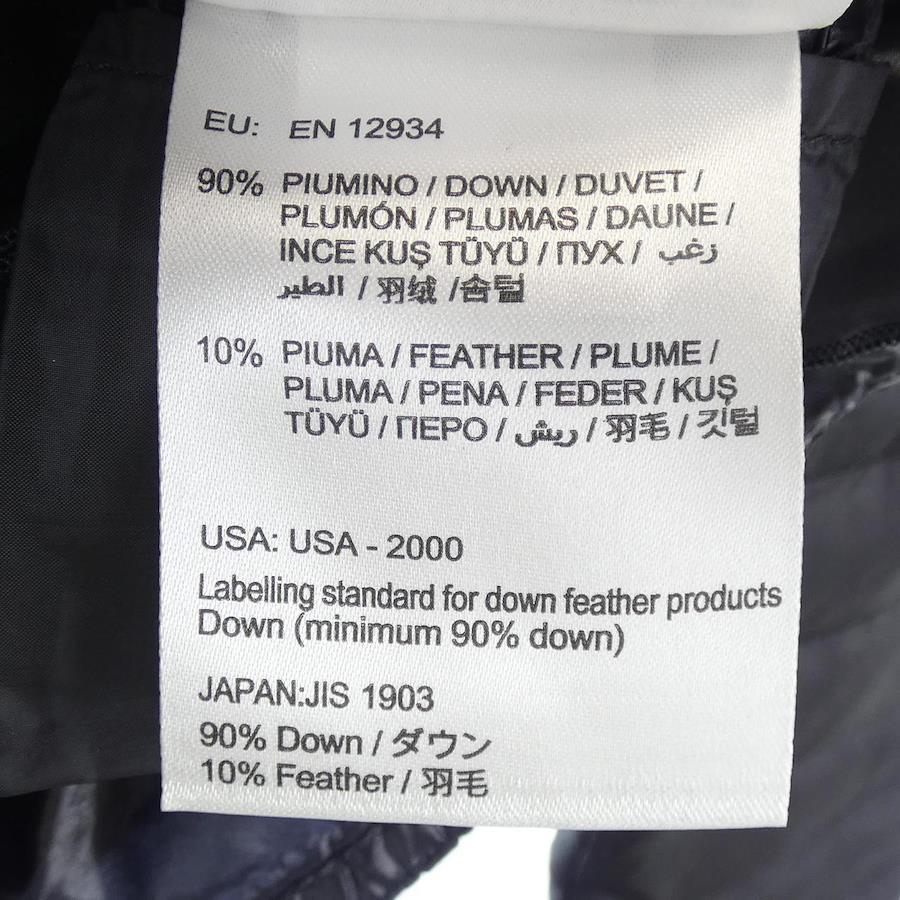 EU: EN 12934
90% PIUMINO / DOWN / DUVET /
PLUMÓN / PLUMAS / DAUNE /
INCE KUŞ TÜYÜ / ПУХ / زغب
الطير / 羽绒 /솜털
10% PIUMA / FEATHER / PLUME /
PLUMA / PENA / FEDER / KUŞ
TÜYÜ / ПЕРО / ريش / 羽毛 / 깃털
USA: USA - 2000
Labelling standard for down feather products
Down (minimum 90% down)
JAPAN:JIS 1903
90% Down / ダウン
10% Feather / 羽毛